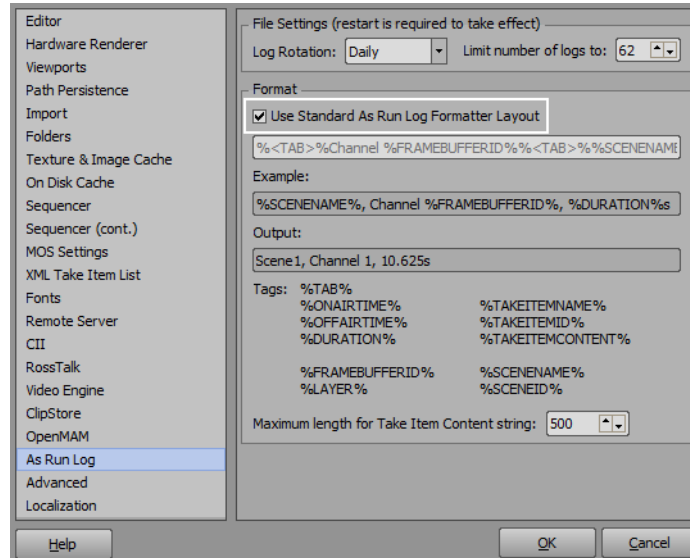 Editor
Hardware Renderer
Viewports
Path Persistence
Import
Folders
Texture & Image Cache
On Disk Cache
Sequencer
Sequencer (cont.)
MOS Settings
XML Take Item List
Fonts
Remote Server
CII
RossTalk
Video Engine
ClipStore
OpenMAM
As Run Log
Advanced
Localization
File Settings (restart is required to take effect)
Log Rotation: Daily Limit number of logs to: 62
Format
Use Standard As Run Log Formatter Layout
%<TAB>%Channel %FRAMEBUFFERID%%<TAB>%%SCENENAME
Example:
%SCENENAME%, Channel %FRAMEBUFFERID%, %DURATION%s
Output:
Scene1, Channel 1, 10.625s
Tags: %TAB%
%ONAIRTIME% %TAKEITEMNAME%
%OFFAIRTIME% %TAKEITEMID%
%DURATION% %TAKEITEMCONTENT%
%FRAMEBUFFERID% %SCENENAME%
%LAYER% %SCENEID%
Maximum length for Take Item Content string: 500
Help OK Cancel